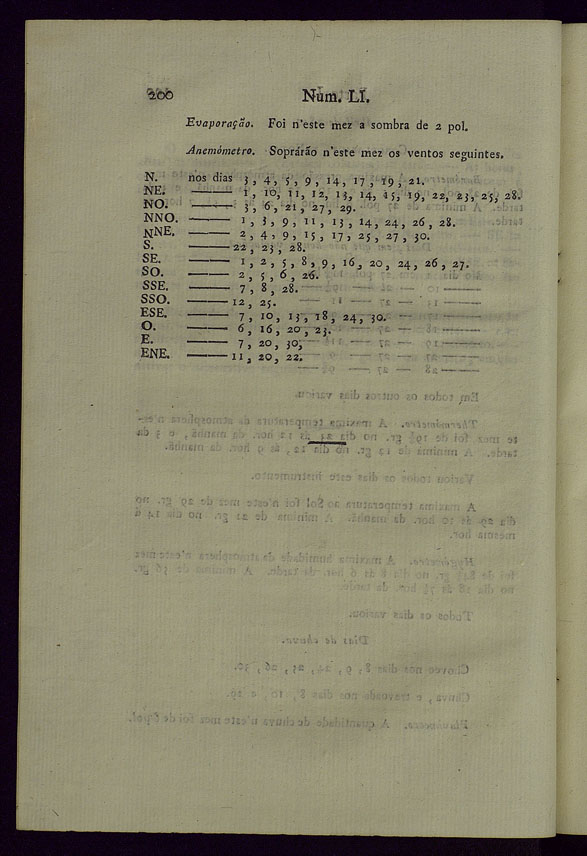 200 Num. LI.
Evaporação. Foi n'este mez a sombra de 2 pol.
Anemómetro. Soprárão n'este mez os ventos seguintes.
N. nos dias 3, 4, 5, 9, 14, 17, 19, 21.
NE. —— 1, 10, 11, 12, 13, 14, 15, 19, 22, 23, 25, 28.
NO. —— 3, 6, 21, 27, 29.
NNO. —— 1, 3, 9, 11, 13, 14, 24, 26, 28.
NNE. —— 2, 4, 9, 15, 17, 25, 27, 30.
S. —— 22, 23, 28.
SE. —— 1, 2, 5, 8, 9, 16, 20, 24, 26, 27.
SO. —— 2, 5, 6, 26.
SSE. —— 7, 8, 28.
SSO. —— 12, 25.
ESE. —— 7, 10, 13, 18, 24, 30.
O. —— 6, 16, 20, 23.
E. —— 7, 20, 30,
ENE. —— 11, 20, 22.